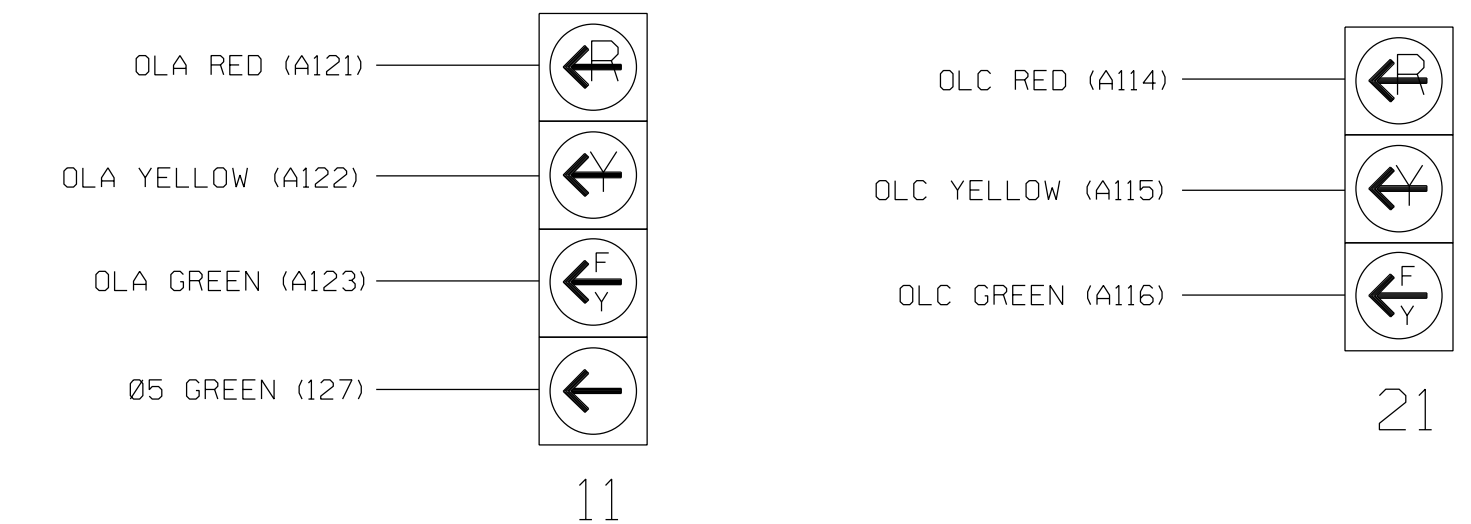 OLA RED (A121)
R
OLA YELLOW (A122)
Y
OLA GREEN (A123)
F
Y
Ø5 GREEN (127)
11
OLC RED (A114)
R
OLC YELLOW (A115)
Y
OLC GREEN (A116)
F
Y
21